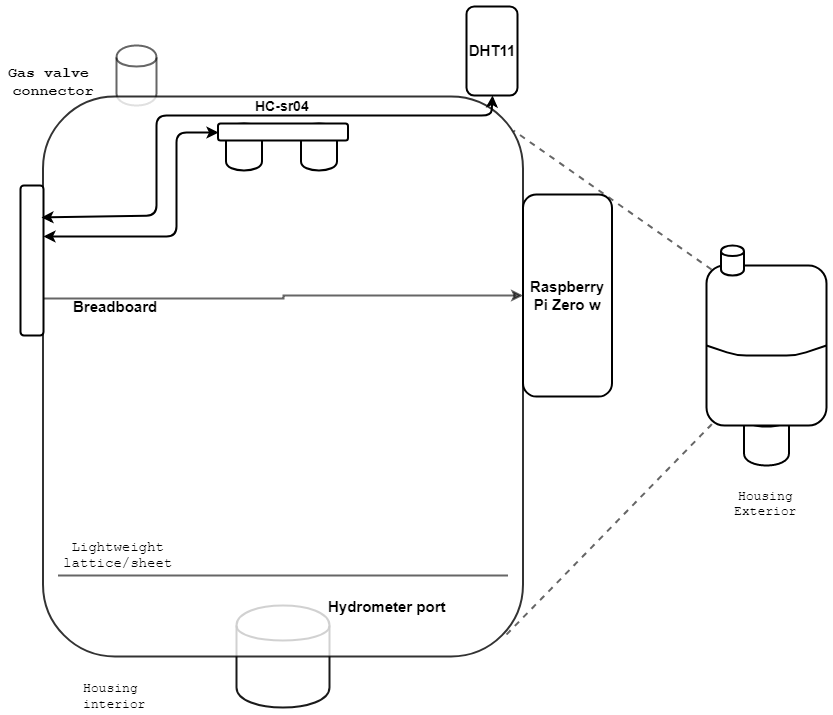 DHT11
Gas valve
connector
HC-sr04
Raspberry
Pi Zero w
Breadboard
Housing
Exterior
Lightweight
lattice/sheet
Hydrometer port
Housing
interior